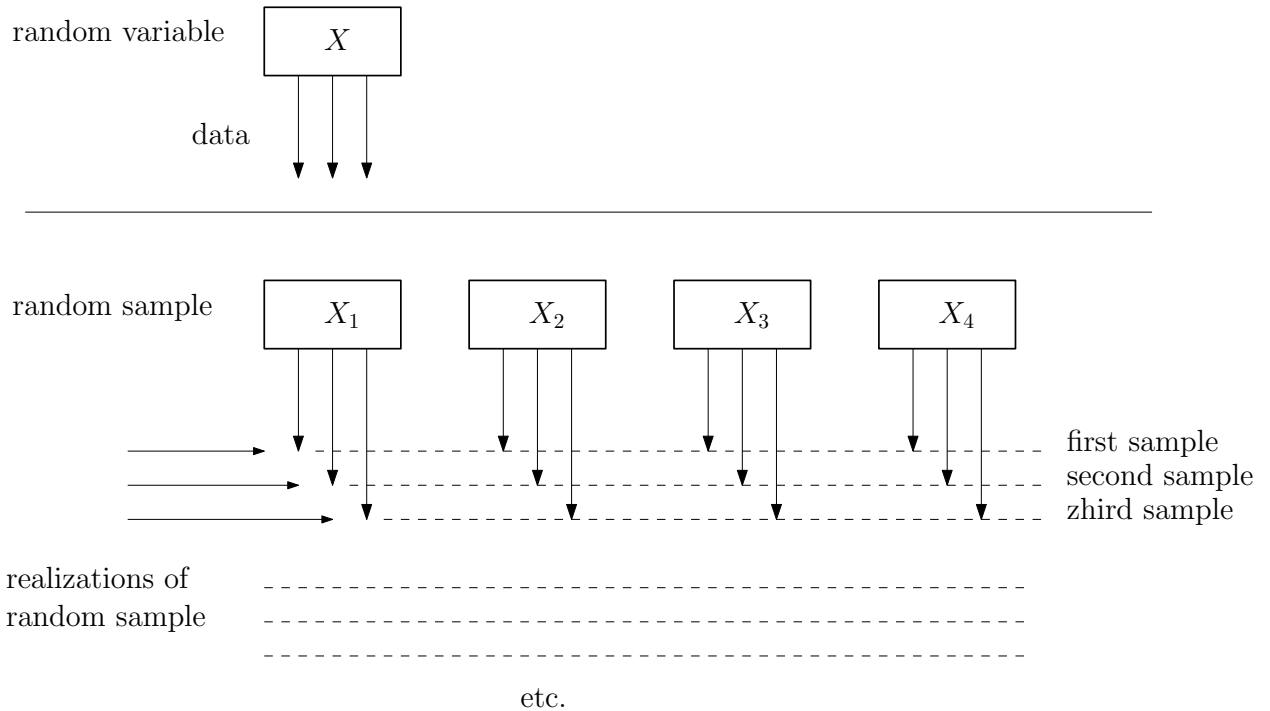 random variable
X
data
random sample
X₁
X₂
X₃
X₄
first sample
second sample
zhird sample
realizations of
random sample
etc.